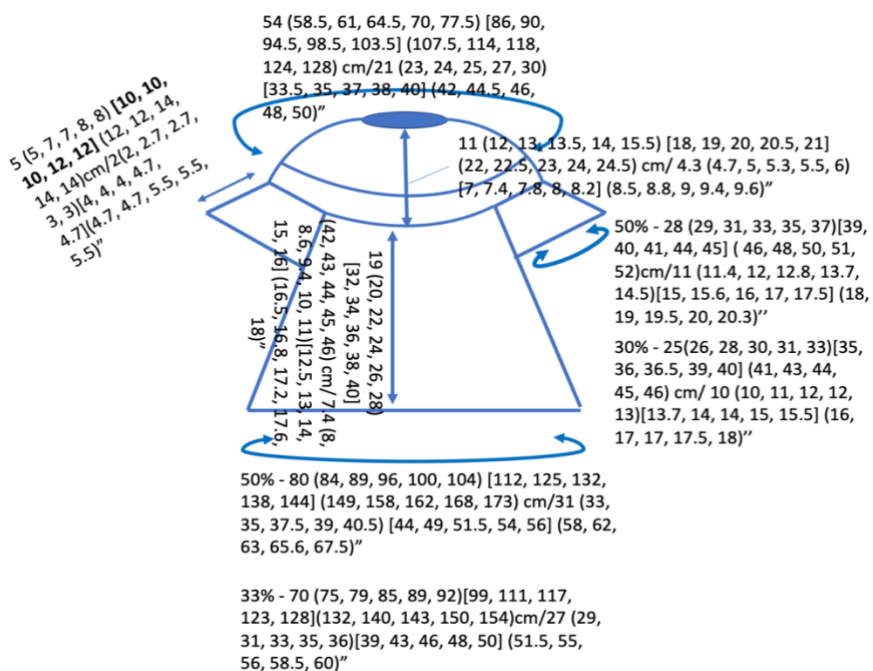 54 (58.5, 61, 64.5, 70, 77.5) [86, 90,
94.5, 98.5, 103.5] (107.5, 114, 118,
124, 128) cm/21 (23, 24, 25, 27, 30)
[33.5, 35, 37, 38, 40] (42, 44.5, 46,
48, 50)”
5 (5, 7, 7, 8, 8) [10, 10,
10, 12, 12] (12, 12, 14,
14, 14)cm/2(2, 2.7, 2.7,
3, 3)[4, 4, 4, 4.7,
4.7](4.7, 4.7, 5.5, 5.5,
5.5)”
11 (12, 13, 13.5, 14, 15.5) [18, 19, 20, 20.5, 21]
(22, 22.5, 23, 24, 24.5) cm/ 4.3 (4.7, 5, 5.3, 5.5, 6)
[7, 7.4, 7.8, 8, 8.2] (8.5, 8.8, 9, 9.4, 9.6)”
19 (20, 22, 24, 26, 28)
[32, 34, 36, 38, 40]
(42, 43, 44, 45, 46) cm/ 7.4 (8,
8.6, 9.4, 10, 11)[12.5, 13, 14,
15, 16] (16.5, 16.8, 17.2, 17.6,
18)”
50% - 28 (29, 31, 33, 35, 37)[39,
40, 41, 44, 45] ( 46, 48, 50, 51,
52)cm/11 (11.4, 12, 12.8, 13.7,
14.5)[15, 15.6, 16, 17, 17.5] (18,
19, 19.5, 20, 20.3)’’
30% - 25(26, 28, 30, 31, 33)[35,
36, 36.5, 39, 40] (41, 43, 44,
45, 46) cm/ 10 (10, 11, 12, 12,
13)[13.7, 14, 14, 15, 15.5] (16,
17, 17, 17.5, 18)’’
50% - 80 (84, 89, 96, 100, 104) [112, 125, 132,
138, 144] (149, 158, 162, 168, 173) cm/31 (33,
35, 37.5, 39, 40.5) [44, 49, 51.5, 54, 56] (58, 62,
63, 65.6, 67.5)”
33% - 70 (75, 79, 85, 89, 92)[99, 111, 117,
123, 128](132, 140, 143, 150, 154)cm/27 (29,
31, 33, 35, 36)[39, 43, 46, 48, 50] (51.5, 55,
56, 58.5, 60)”